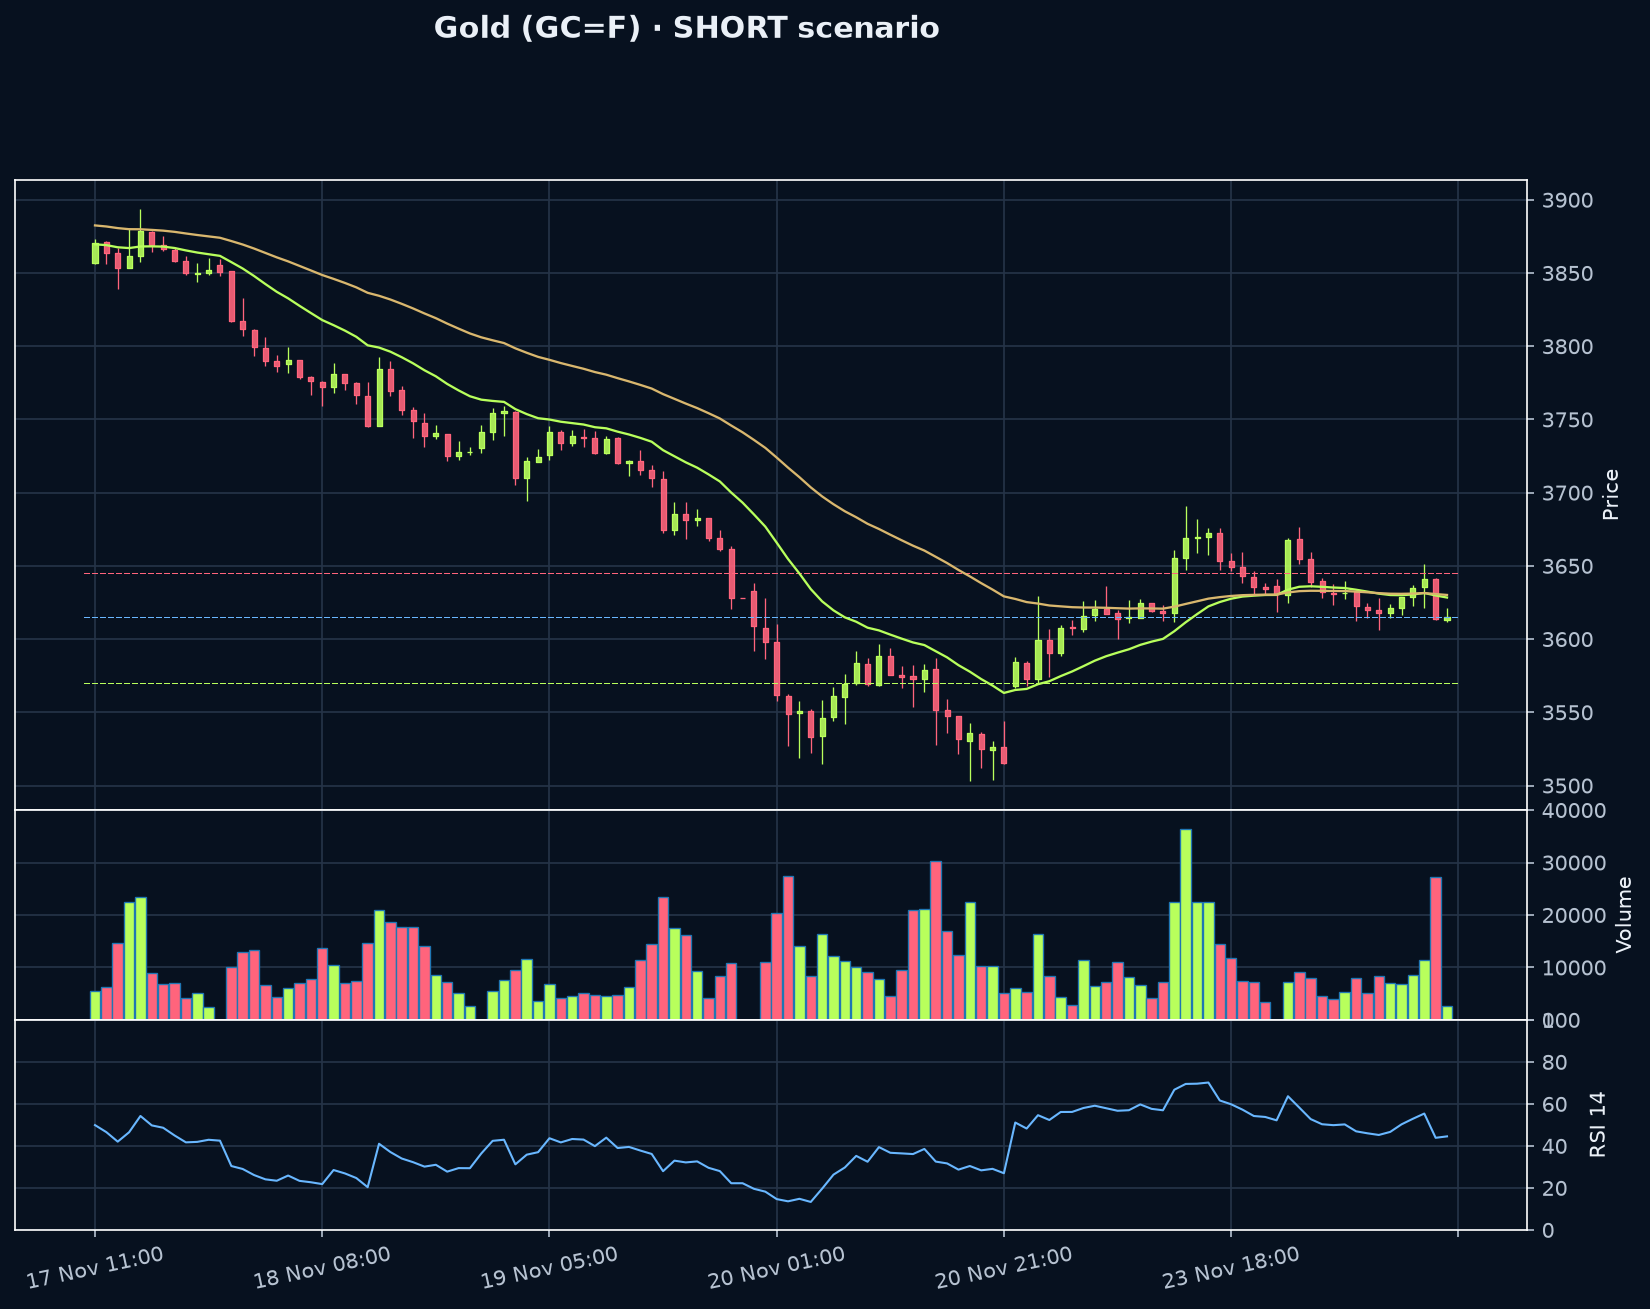 Gold (GC=F) · SHORT scenario
3900
3850
3800
3750
3700
3650
3600
3550
3500
Price
40000
30000
20000
10000
0
Volume
100
80
60
40
20
0
RSI 14
17 Nov 11:00
18 Nov 08:00
19 Nov 05:00
20 Nov 01:00
20 Nov 21:00
23 Nov 18:00